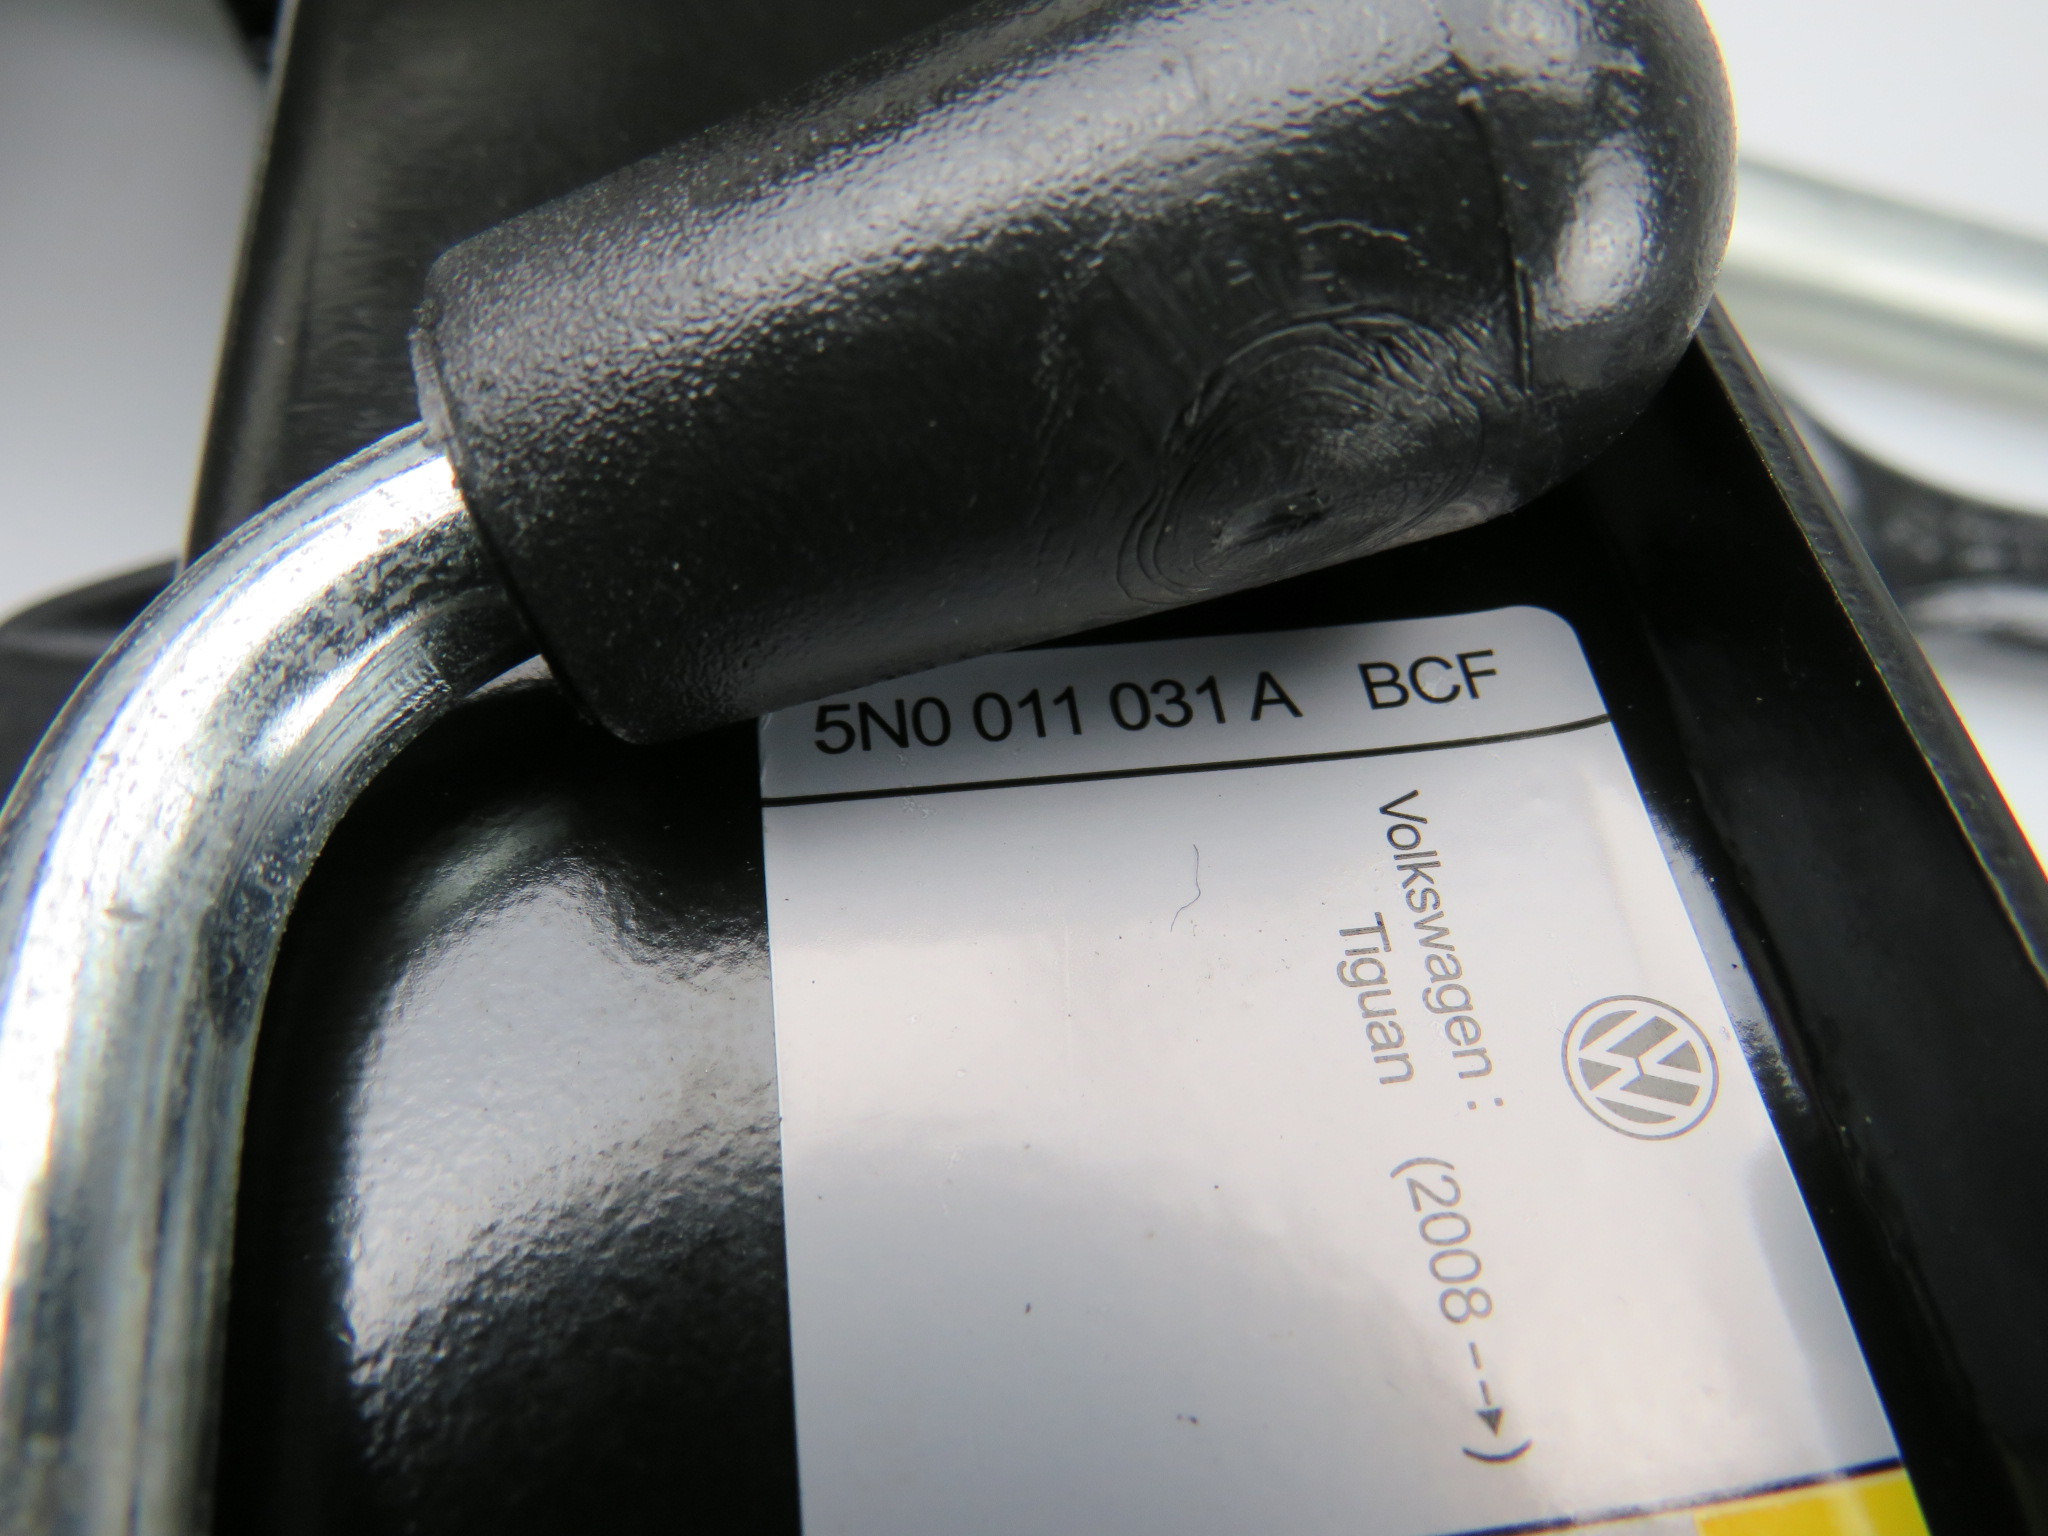 5N0 011 031 A BCF
Volkswagen :
Tiguan (2008 --→)